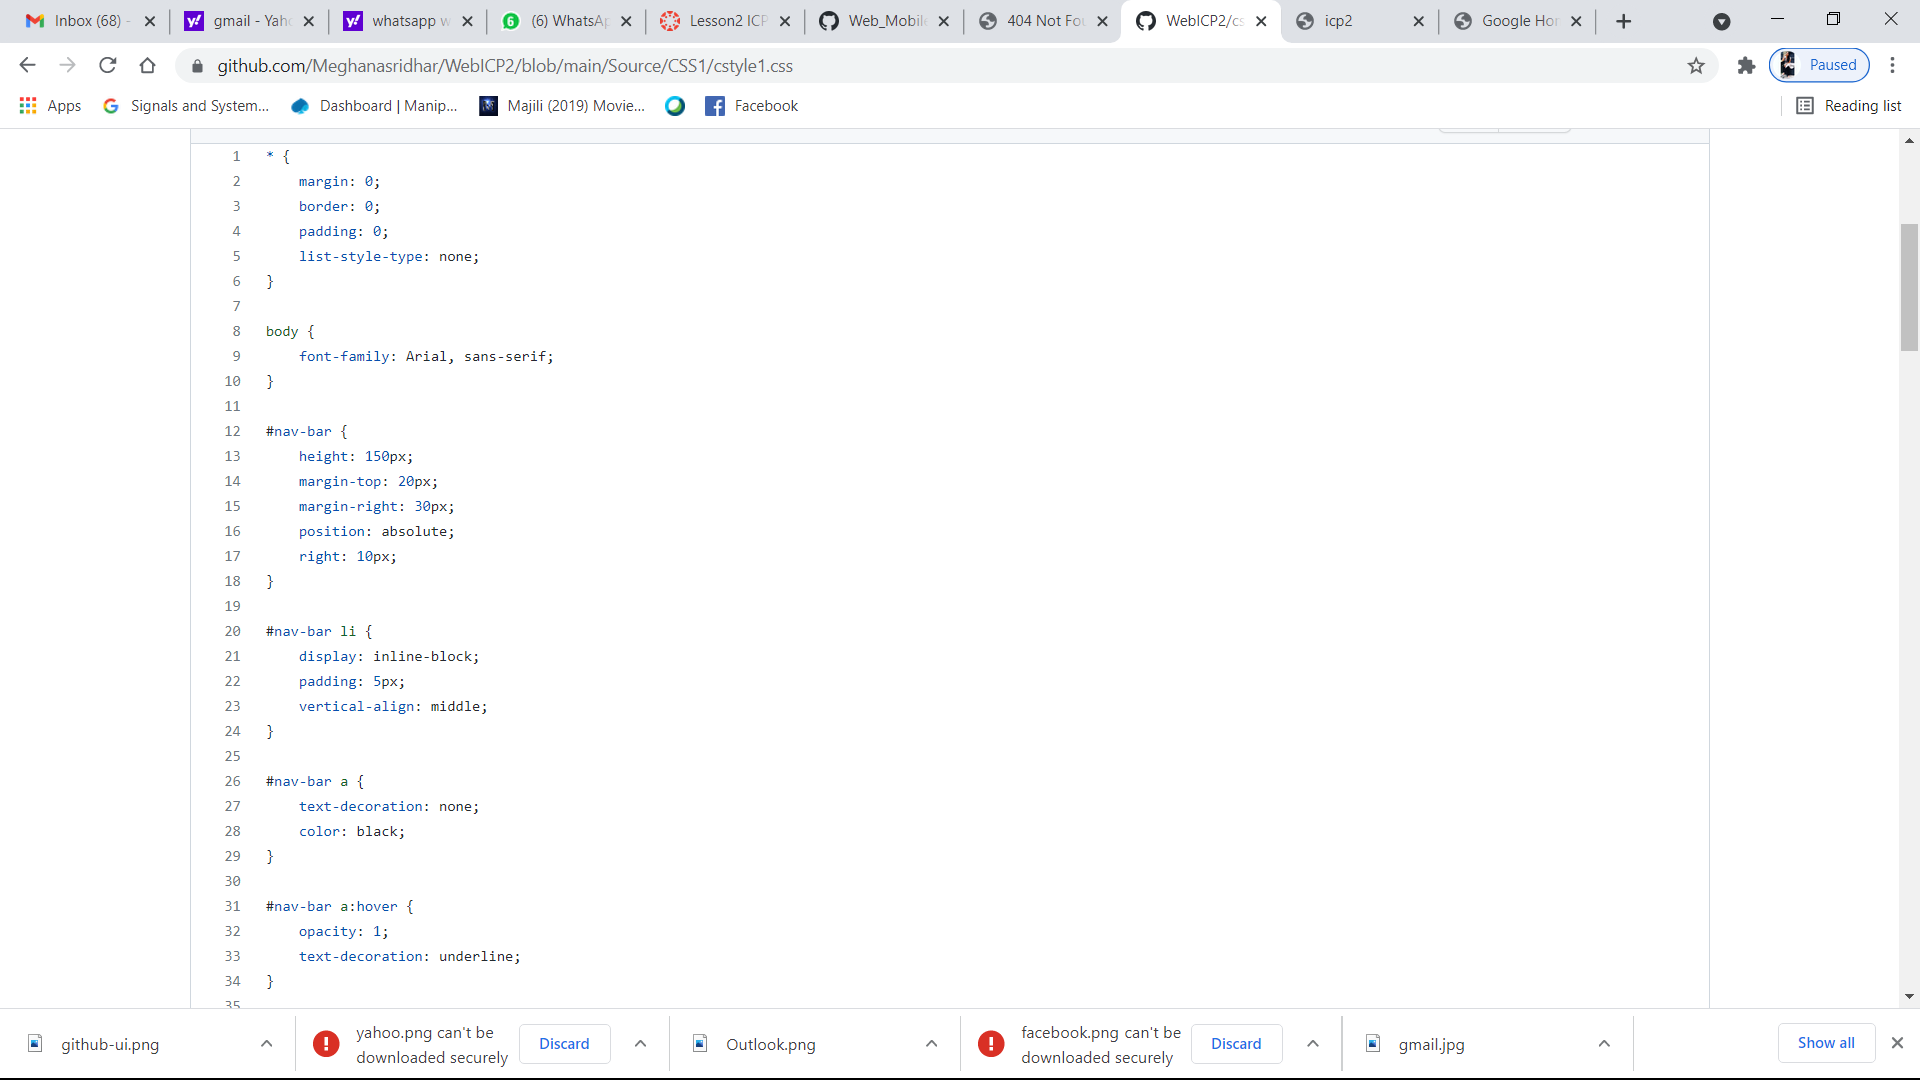 Inbox (68) -
gmail - Yah
whatsapp w
(6) WhatsAp
Lesson2 ICP
Web_Mobile
404 Not Fou
WebICP2/cs
icp2
Google Hor
github.com/Meghanasridhar/WebICP2/blob/main/Source/CSS1/cstyle1.css
Paused
Apps
Signals and System...
Dashboard | Manip...
Majili (2019) Movie...
Facebook
Reading list
1 * {
2 margin: 0;
3 border: 0;
4 padding: 0;
5 list-style-type: none;
6 }
7
8 body {
9 font-family: Arial, sans-serif;
10 }
11
12 #nav-bar {
13 height: 150px;
14 margin-top: 20px;
15 margin-right: 30px;
16 position: absolute;
17 right: 10px;
18 }
19
20 #nav-bar li {
21 display: inline-block;
22 padding: 5px;
23 vertical-align: middle;
24 }
25
26 #nav-bar a {
27 text-decoration: none;
28 color: black;
29 }
30
31 #nav-bar a:hover {
32 opacity: 1;
33 text-decoration: underline;
34 }
35
github-ui.png
yahoo.png can't be
downloaded securely
Discard
Outlook.png
facebook.png can't be
downloaded securely
Discard
gmail.jpg
Show all